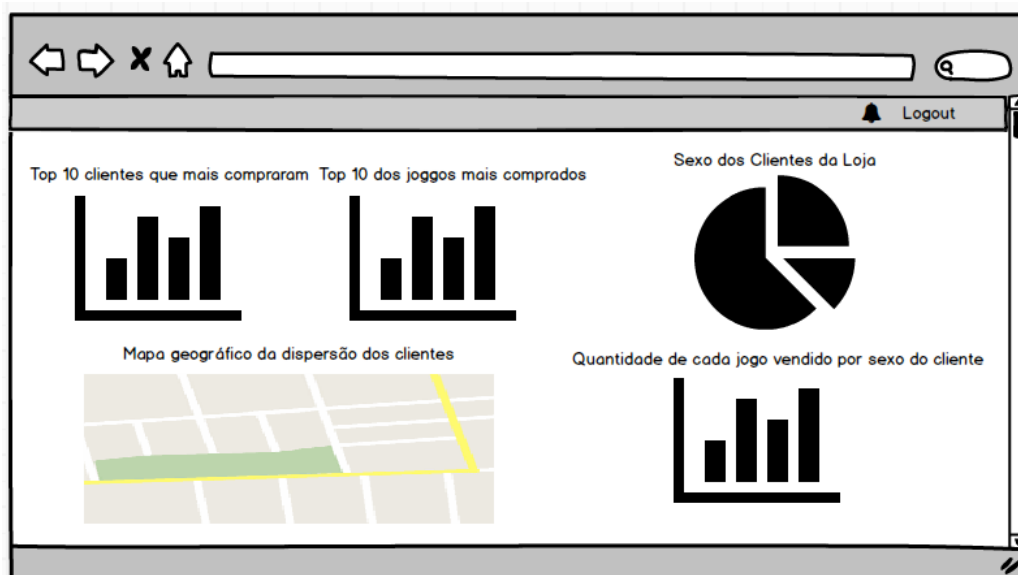 Logout
Top 10 clientes que mais compraram
Top 10 dos joggos mais comprados
Sexo dos Clientes da Loja
Mapa geográfico da dispersão dos clientes
Quantidade de cada jogo vendido por sexo do cliente